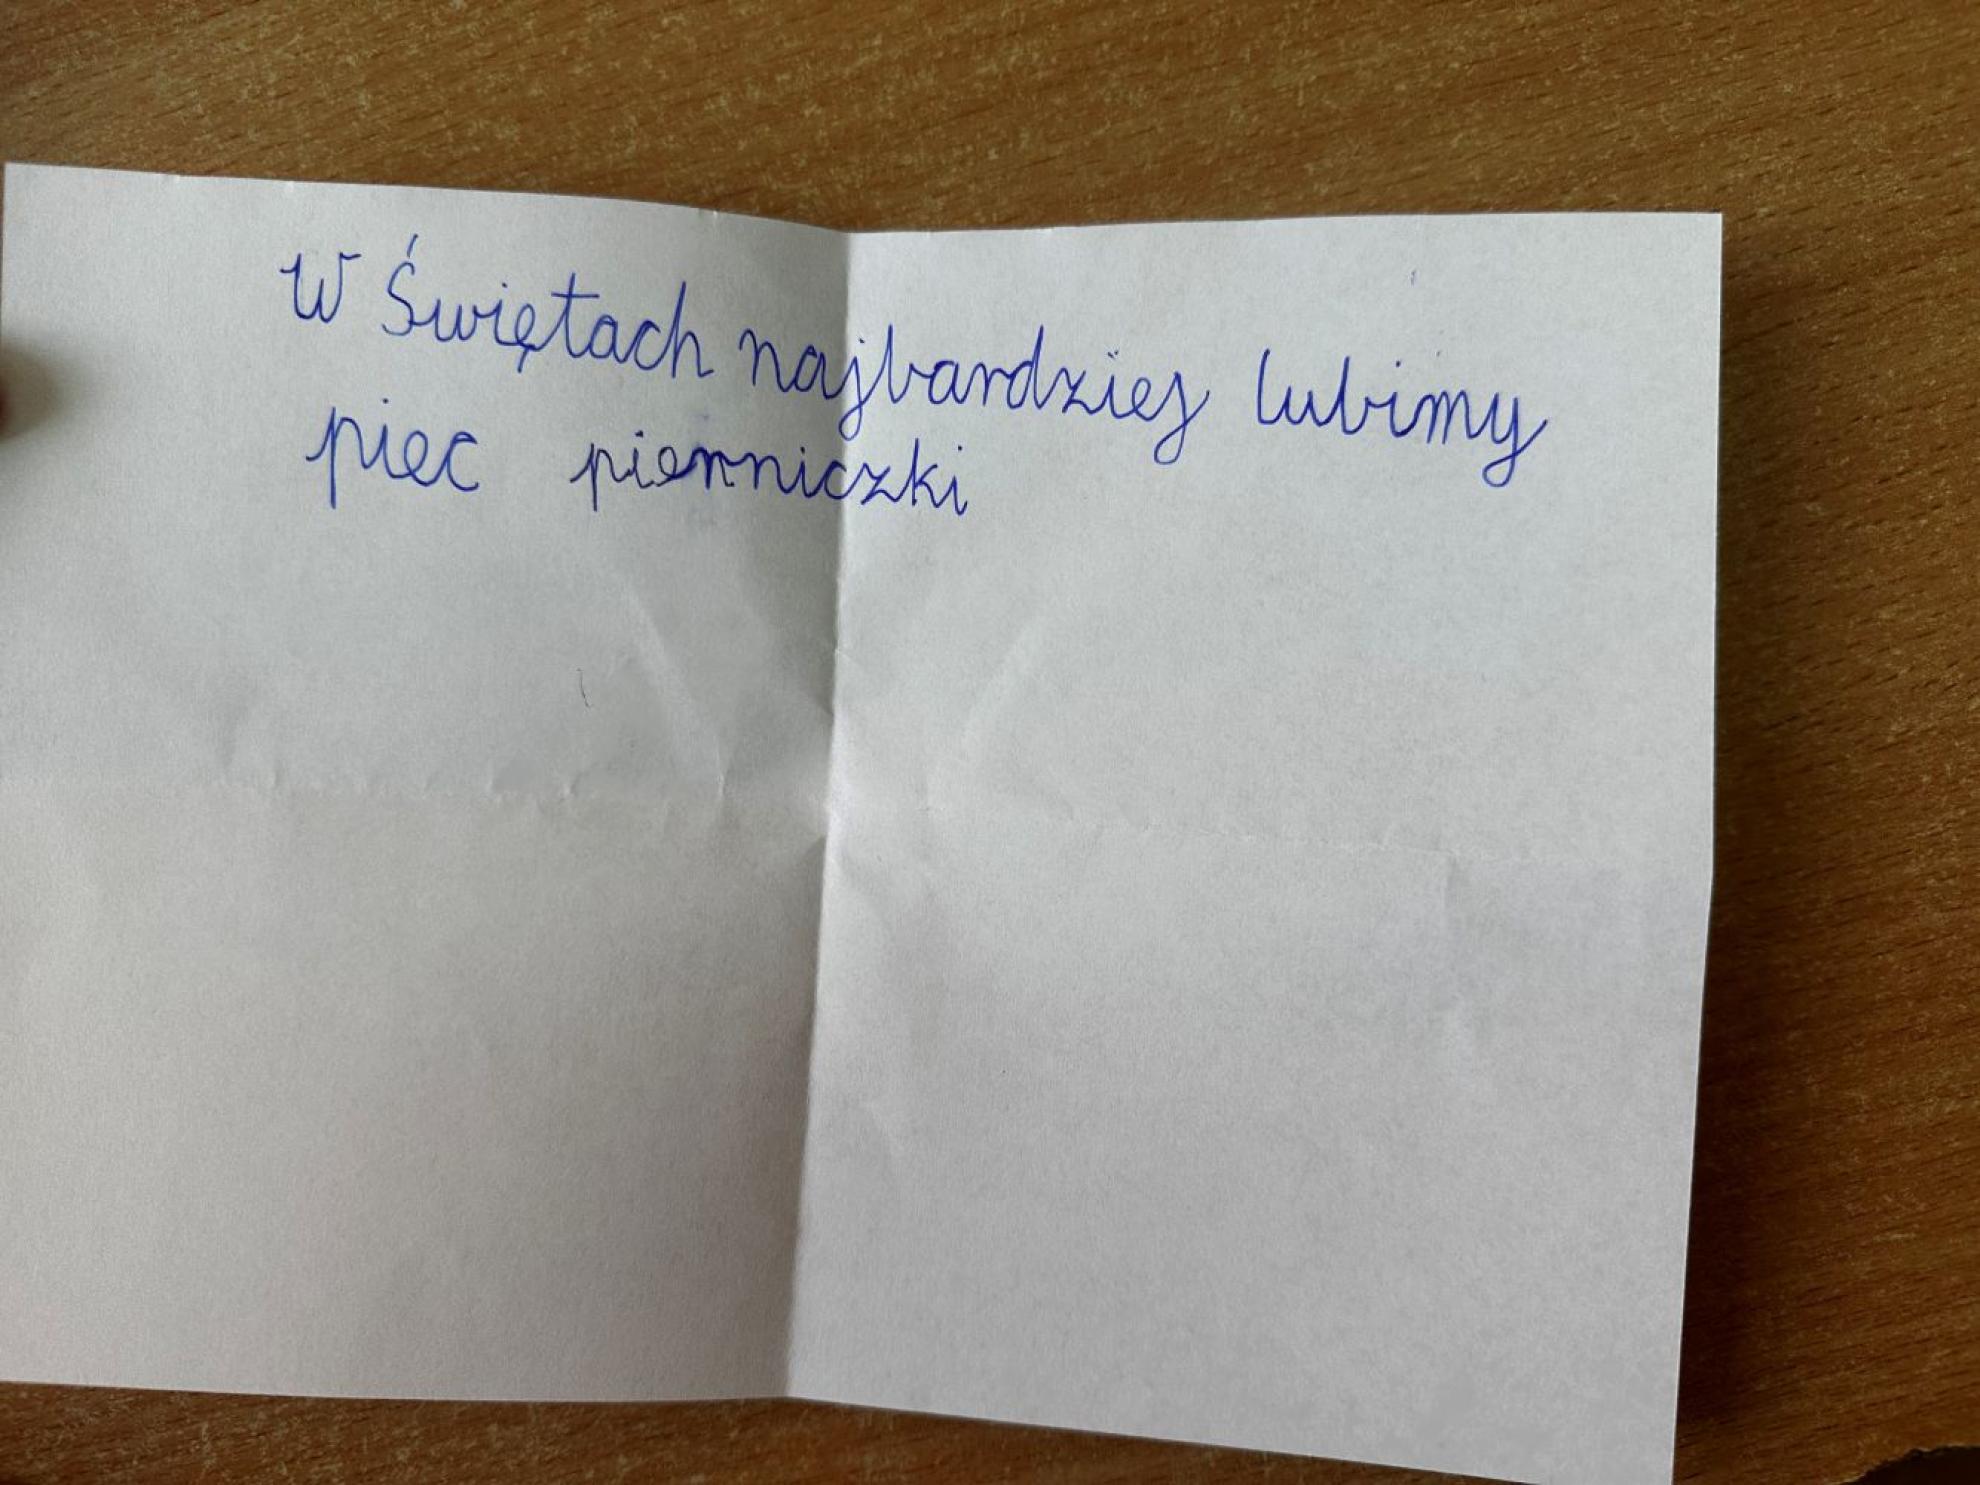 W Świętach najbardziej lubimy
piec pierniczki